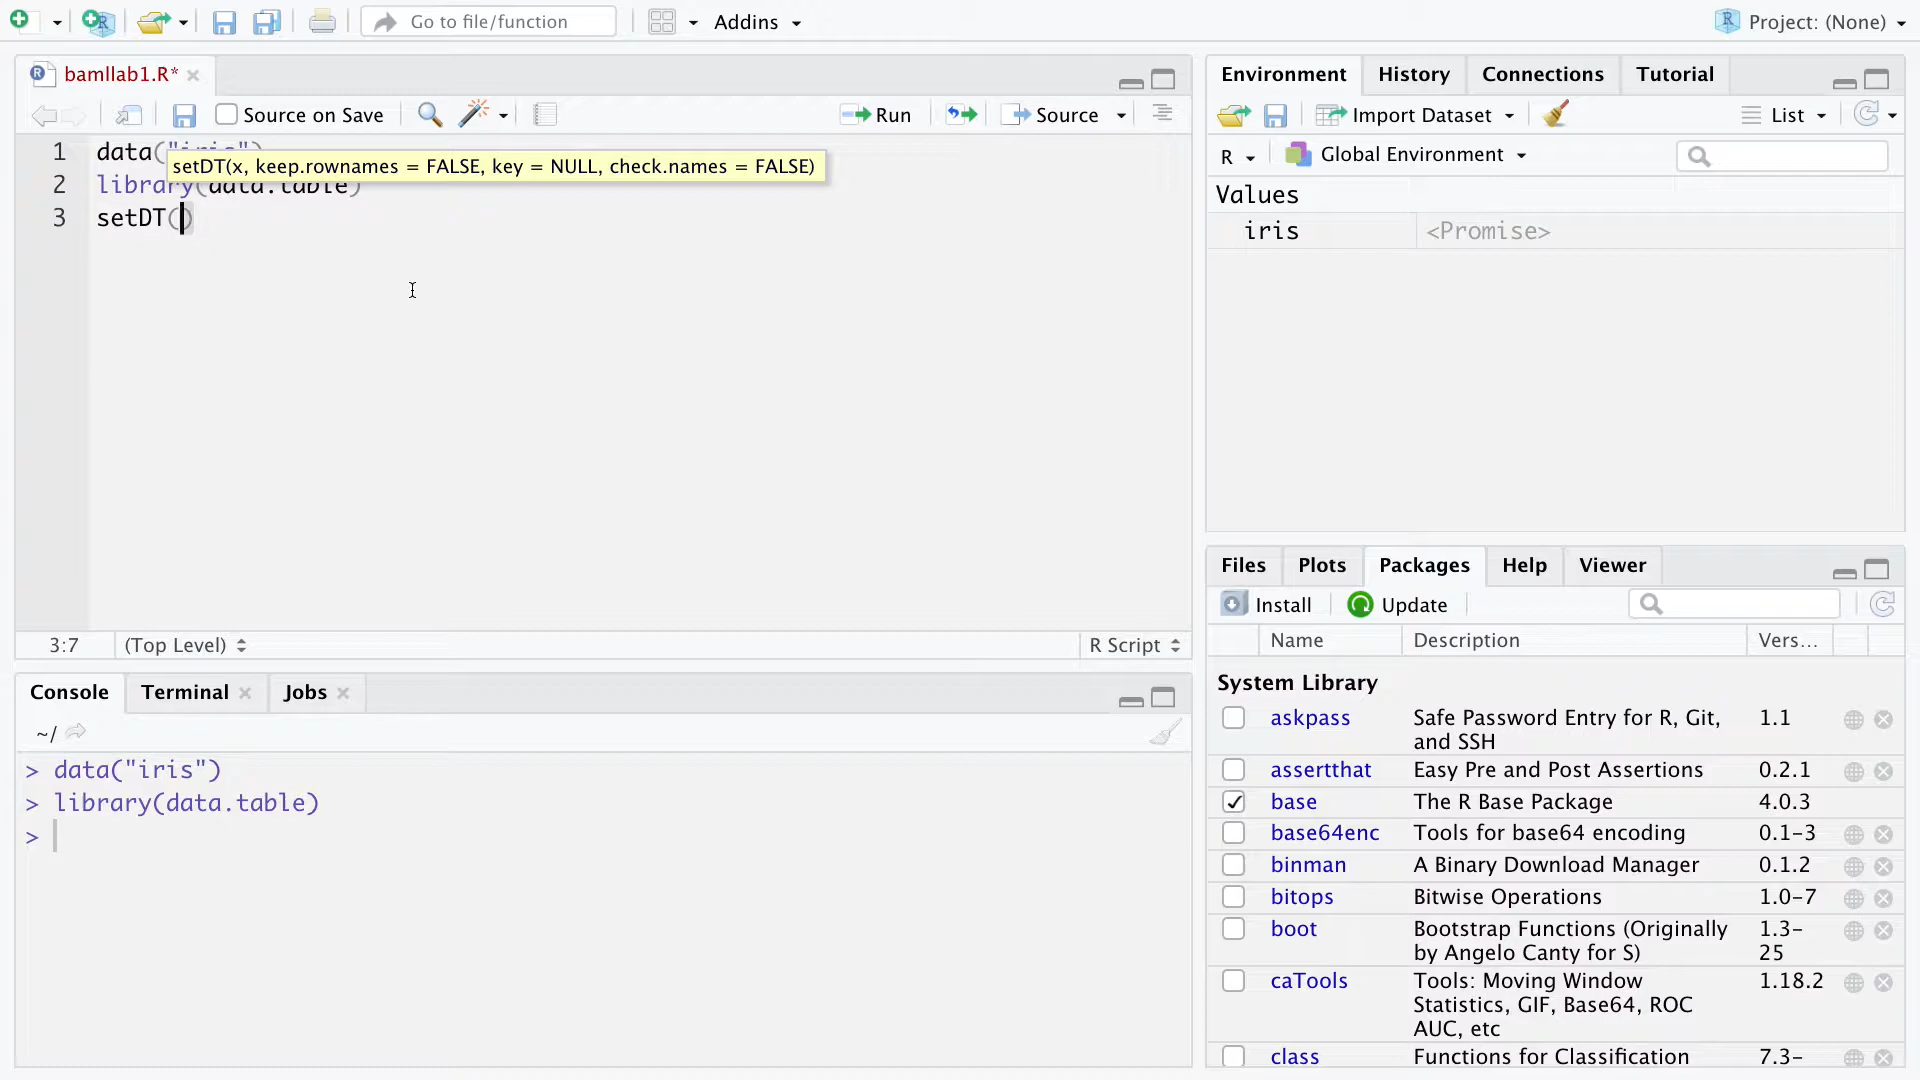 Go to file/function
Addins
Project: (None)
bamllab1.R*
Source on Save
Run
Source
1 data("iris")
setDT(x, keep.rownames = FALSE, key = NULL, check.names = FALSE)
2 library(data.table)
3 setDT()
3:7
(Top Level)
R Script
Console
Terminal
Jobs
~/
> data("iris")
> library(data.table)
>
Environment
History
Connections
Tutorial
Import Dataset
List
R
Global Environment
Values
iris <Promise>
Files
Plots
Packages
Help
Viewer
Install
Update
Name Description Vers...
System Library
askpass Safe Password Entry for R, Git, 1.1
and SSH
assertthat Easy Pre and Post Assertions 0.2.1
base The R Base Package 4.0.3
base64enc Tools for base64 encoding 0.1-3
binman A Binary Download Manager 0.1.2
bitops Bitwise Operations 1.0-7
boot Bootstrap Functions (Originally 1.3-
by Angelo Canty for S) 25
caTools Tools: Moving Window 1.18.2
Statistics, GIF, Base64, ROC
AUC, etc
class Functions for Classification 7.3-